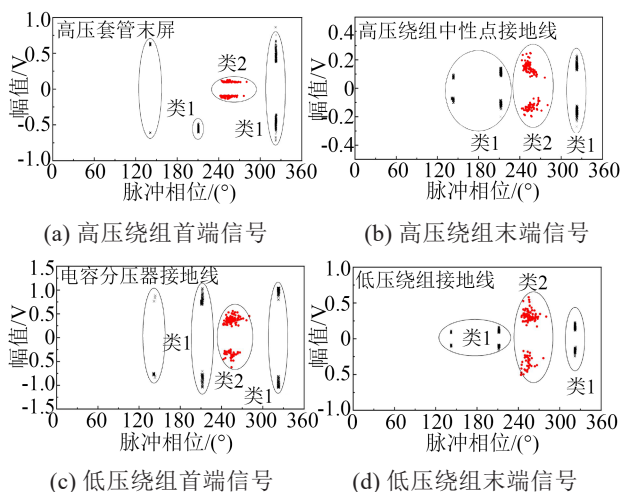 高压套管末屏
幅值/V
1.0
0.5
0
-0.5
-1.0
类2
类1
类1
0 60 120 180 240 300 360
脉冲相位/(°)
(a) 高压绕组首端信号
高压绕组中性点接地线
幅值/V
0.4
0.2
0
-0.2
-0.4
类1
类2
类1
0 60 120 180 240 300 360
脉冲相位/(°)
(b) 高压绕组末端信号
电容分压器接地线
幅值/V
1.5
1.0
0.5
0
-0.5
-1.0
-1.5
类1
类2
类1
0 60 120 180 240 300 360
脉冲相位/(°)
(c) 低压绕组首端信号
低压绕组接地线
幅值/V
1.0
0.5
0
-0.5
-1.0
类2
类1
类1
0 60 120 180 240 300 360
脉冲相位/(°)
(d) 低压绕组末端信号